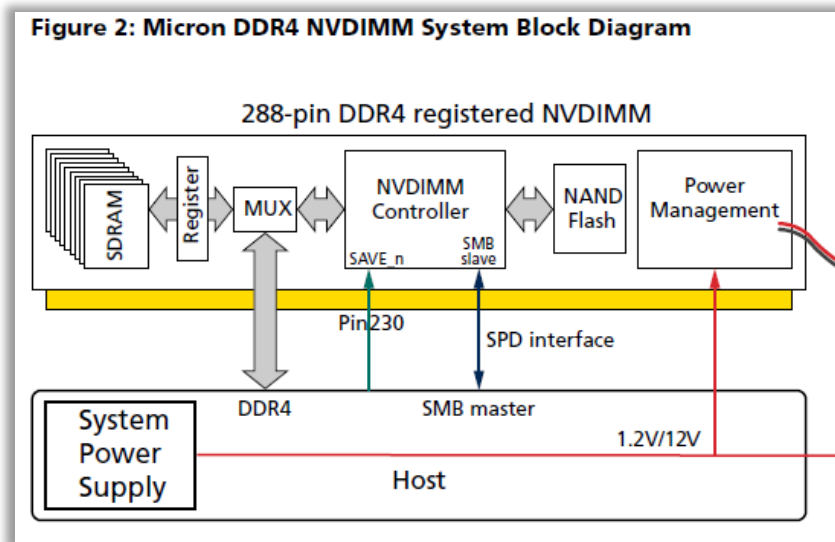 Figure 2: Micron DDR4 NVDIMM System Block Diagram
288-pin DDR4 registered NVDIMM
SDRAM
Register
MUX
NVDIMM
Controller
SAVE_n
SMB
slave
NAND
Flash
Power
Management
Pin230
SPD interface
DDR4
SMB master
System
Power
Supply
1.2V/12V
Host